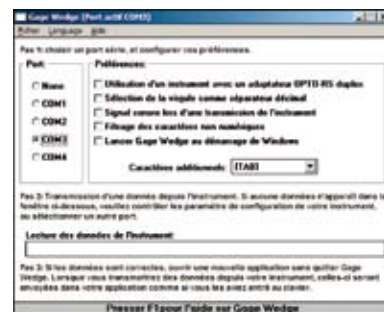 Gage Wedge [Port actif COM3]
Fichier Language Aide
Pas 1: choisir un port série, et configurer vos préférences.
Port: Préférences:
None
COM1
COM2
COM3
COM4
Utilisation d'un instrument avec un adaptateur OPTO-RS duplex
Sélection de la virgule comme séparateur décimal
Signal sonore lors d'une transmission de l'instrument
Filtrage des caractères non numériques
Lancer Gage Wedge au démarrage de Windows
Caractères additionnels: {TAB}
Pas 2: Transmission d'une donnée depuis l'instrument. Si aucune données n'apparaît dans la
fenêtre ci-dessous, veuillez contrôler les paramètre de configuration de votre instrument,
ou sélectionner un autre port.
Lecture des données de l'instrument:
Pas 3: Si les données sont correctes, ouvrir une nouvelle application sans quitter Gage
Wedge. Lorsque vous transmettrez des données depuis votre instrument, celles-ci seront
envoyées dans votre application comme si vous les aviez entré au clavier.
Presser F1 pour l'aide sur Gage Wedge